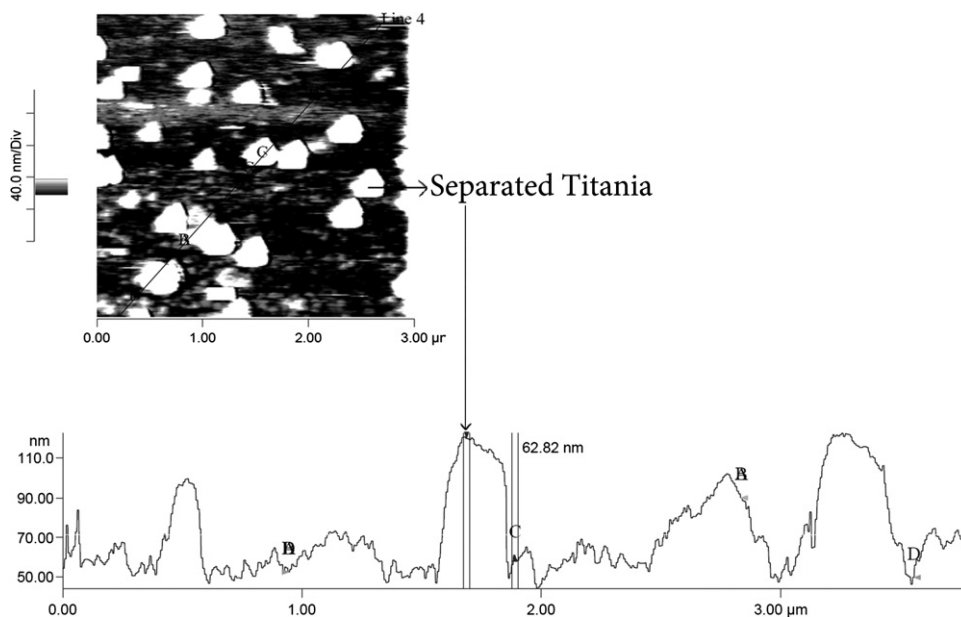 Line 4
40.0 nm/Div
G
B
Separated Titania
0.00 1.00 2.00 3.00 µr
nm
110.0
90.00
70.00
50.00
62.82 nm
C
D
0.00 1.00 2.00 3.00 µm